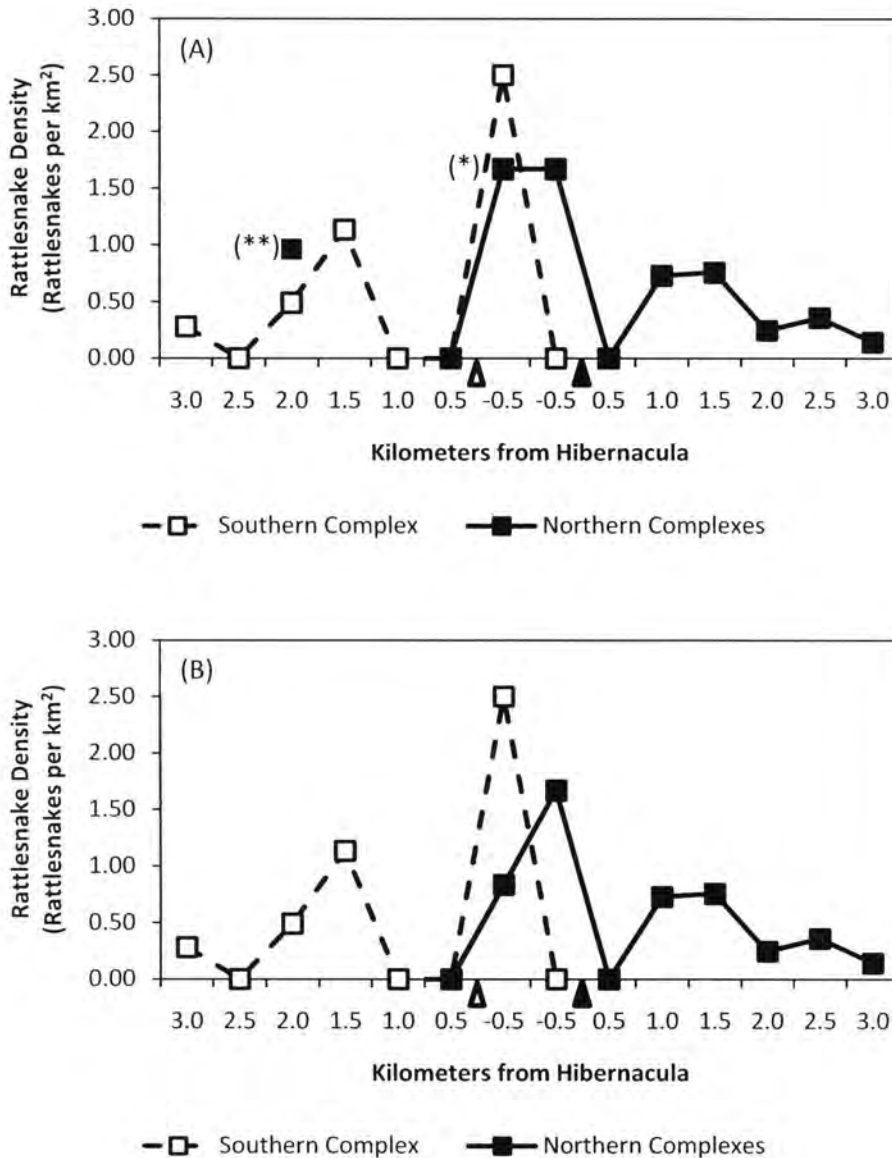 (A)
Rattlesnake Density
(Rattlesnakes per km²)
3.00
2.50
2.00
1.50
1.00
0.50
0.00
(*)
(**)
3.0 2.5 2.0 1.5 1.0 0.5 -0.5 -0.5 0.5 1.0 1.5 2.0 2.5 3.0
Kilometers from Hibernacula
Southern Complex Northern Complexes
(B)
Rattlesnake Density
(Rattlesnakes per km²)
3.00
2.50
2.00
1.50
1.00
0.50
0.00
3.0 2.5 2.0 1.5 1.0 0.5 -0.5 -0.5 0.5 1.0 1.5 2.0 2.5 3.0
Kilometers from Hibernacula
Southern Complex Northern Complexes